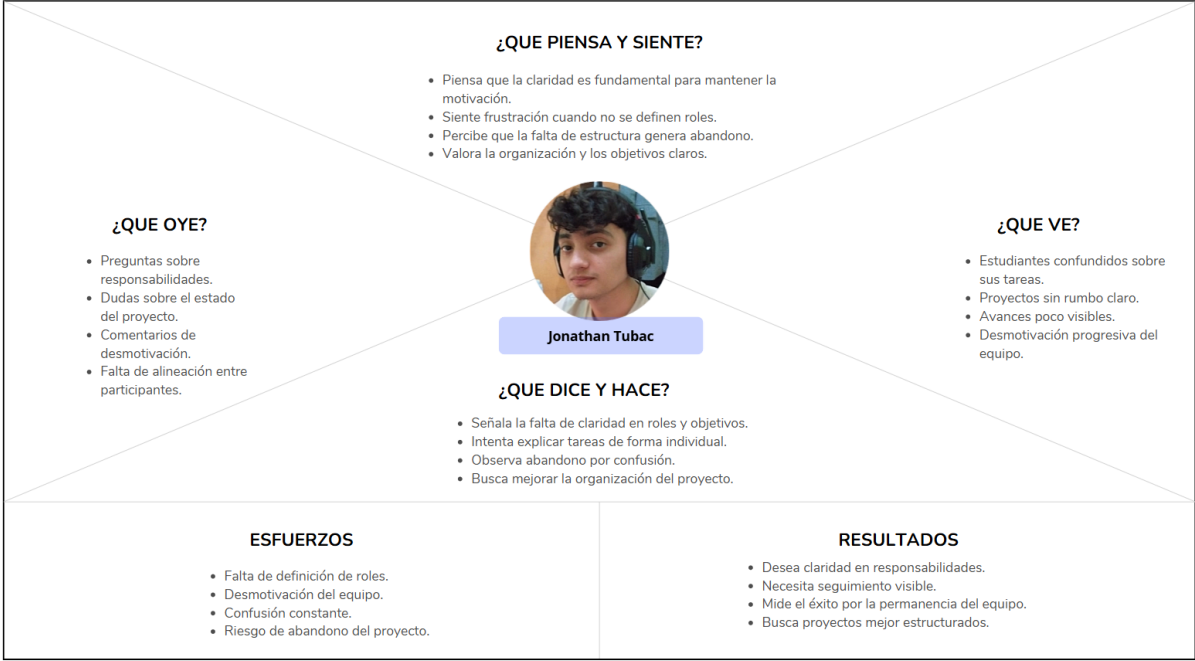 ¿QUE PIENSA Y SIENTE?
• Piensa que la claridad es fundamental para mantener la
motivación.
• Siente frustración cuando no se definen roles.
• Percibe que la falta de estructura genera abandono.
• Valora la organización y los objetivos claros.
¿QUE OYE?
• Preguntas sobre
responsabilidades.
• Dudas sobre el estado
del proyecto.
• Comentarios de
desmotivación.
• Falta de alineación entre
participantes.
¿QUE VE?
• Estudiantes confundidos sobre
sus tareas.
• Proyectos sin rumbo claro.
• Avances poco visibles.
• Desmotivación progresiva del
equipo.
Jonathan Tubac
¿QUE DICE Y HACE?
• Señala la falta de claridad en roles y objetivos.
• Intenta explicar tareas de forma individual.
• Observa abandono por confusión.
• Busca mejorar la organización del proyecto.
ESFUERZOS
• Falta de definición de roles.
• Desmotivación del equipo.
• Confusión constante.
• Riesgo de abandono del proyecto.
RESULTADOS
• Desea claridad en responsabilidades.
• Necesita seguimiento visible.
• Mide el éxito por la permanencia del equipo.
• Busca proyectos mejor estructurados.